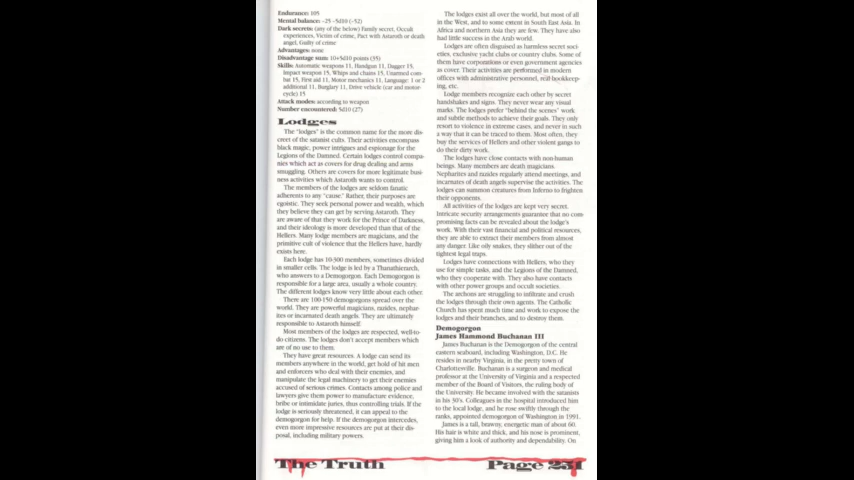 Endurance: 105
Mental balance: –25 –5d10 (–52)
Dark secrets: (any of the below) Family secret, Occult
experiences, Victim of crime, Pact with Astaroth or death
angel, Guilty of crime
Advantages: none
Disadvantage sum: 10+5d10 points (35)
Skills: Automatic weapons 11, Handgun 11, Dagger 15,
Impact weapon 15, Whips and chains 15, Unarmed com-
bat 15, First aid 11, Motor mechanics 11, Language: 1 or 2
additional 11, Burglary 11, Drive vehicle (car and motor-
cycle) 15
Attack modes: according to weapon
Number encountered: 5d10 (27)
Lodges
The "lodges" is the common name for the more dis-
creet of the satanist cults. Their activities encompass
black magic, power intrigues and espionage for the
Legions of the Damned. Certain lodges control compa-
nies which act as covers for drug dealing and arms
smuggling. Others are covers for more legitimate busi-
ness activities which Astaroth wants to control.
The members of the lodges are seldom fanatic
adherents to any "cause." Rather, their purposes are
egoistic. They seek personal power and wealth, which
they believe they can get by serving Astaroth. They
are aware of that they work for the Prince of Darkness,
and their ideology is more developed than that of the
Hellers. Many lodge members are magicians, and the
primitive cult of violence that the Hellers have, hardly
exists here.
Each lodge has 10-300 members, sometimes divided
in smaller cells. The lodge is led by a Thanathierarch,
who answers to a Demogorgon. Each Demogorgon is
responsible for a large area, usually a whole country.
The different lodges know very little about each other.
There are 100-150 demogorgons spread over the
world. They are powerful magicians, razides, nephar-
ites or incarnated death angels. They are ultimately
responsible to Astaroth himself.
Most members of the lodges are respected, well-to-
do citizens. The lodges don't accept members which
are of no use to them.
They have great resources. A lodge can send its
members anywhere in the world, get hold of hit men
and enforcers who deal with their enemies, and
manipulate the legal machinery to get their enemies
accused of serious crimes. Contacts among police and
lawyers give them power to manufacture evidence,
bribe or intimidate juries, thus controlling trials. If the
lodge is seriously threatened, it can appeal to the
demogorgon for help. If the demogorgon intercedes,
even more impressive resources are put at their dis-
posal, including military powers.
The lodges exist all over the world, but most of all
in the West, and to some extent in South East Asia. In
Africa and northern Asia they are few. They have also
had little success in the Arab world.
Lodges are often disguised as harmless secret soci-
eties, exclusive yacht clubs or country clubs. Some of
them have corporations or even government agencies
as cover. Their activities are performed in modern
offices with administrative personnel, strict bookkeep-
ing, etc.
Lodge members recognize each other by secret
handshakes and signs. They never wear any visual
marks. The lodges prefer "behind the scenes" work
and subtle methods to achieve their goals. They only
resort to violence in extreme cases, and never in such
a way that it can be traced to them. Most often, they
buy the services of Hellers and other violent gangs to
do their dirty work.
The lodges have close contacts with non-human
beings. Many members are death magicians.
Nepharites and razides regularly attend meetings, and
incarnates of death angels supervise the activities. The
lodges can summon creatures from Inferno to frighten
their opponents.
All activities of the lodges are kept very secret.
Intricate security arrangements guarantee that no com-
promising facts can be revealed about the lodge's
work. With their vast financial and political resources,
they are able to extract their members from almost
any danger. Like oily snakes, they slither out of the
tightest legal traps.
Lodges have connections with Hellers, who they
use for simple tasks, and the Legions of the Damned,
who they cooperate with. They also have contacts
with other power groups and occult societies.
The archons are struggling to infiltrate and crush
the lodges through their own agents. The Catholic
Church has spent much time and work to expose the
lodges and their branches, and to destroy them.
Demogorgon
James Hammond Buchanan III
James Buchanan is the Demogorgon of the central
eastern seaboard, including Washington, D.C. He
resides in nearby Virginia, in the pretty town of
Charlottesville. Buchanan is a surgeon and medical
professor at the University of Virginia and a respected
member of the Board of Visitors, the ruling body of
the University. He became involved with the satanists
in his 30's. Colleagues in the hospital introduced him
to the local lodge, and he rose swiftly through the
ranks, appointed demogorgon of Washington in 1991.
James is a tall, brawny, energetic man of about 60.
His hair is white and thick, and his nose is prominent,
giving him a look of authority and dependability. On
The Truth
Page 251